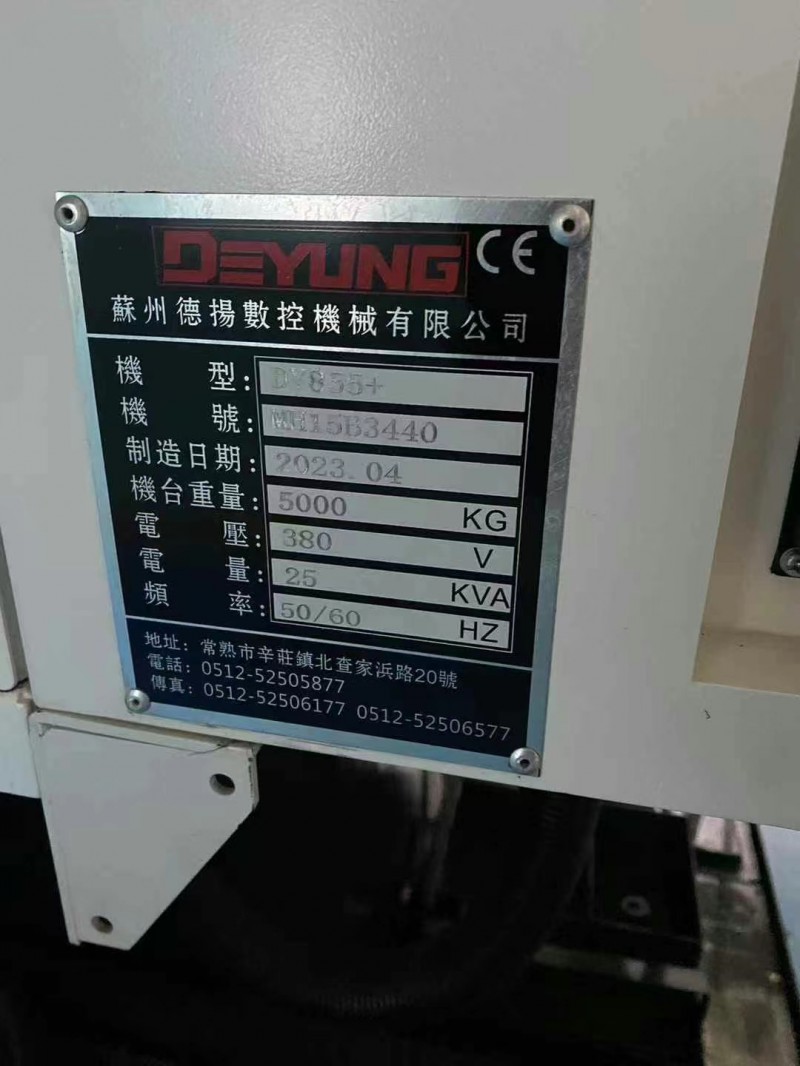 DEYUNG CE
蘇州德揚數控機械有限公司
機型: DV855+
機號: MH15B3440
制造日期: 2023.04
機台重量: 5000 KG
電壓: 380 V
電量: 25 KVA
頻率: 50/60 HZ
地址: 常熟市辛莊鎮北查家浜路20號
電話: 0512-52505877
傳真: 0512-52506177 0512-52506577